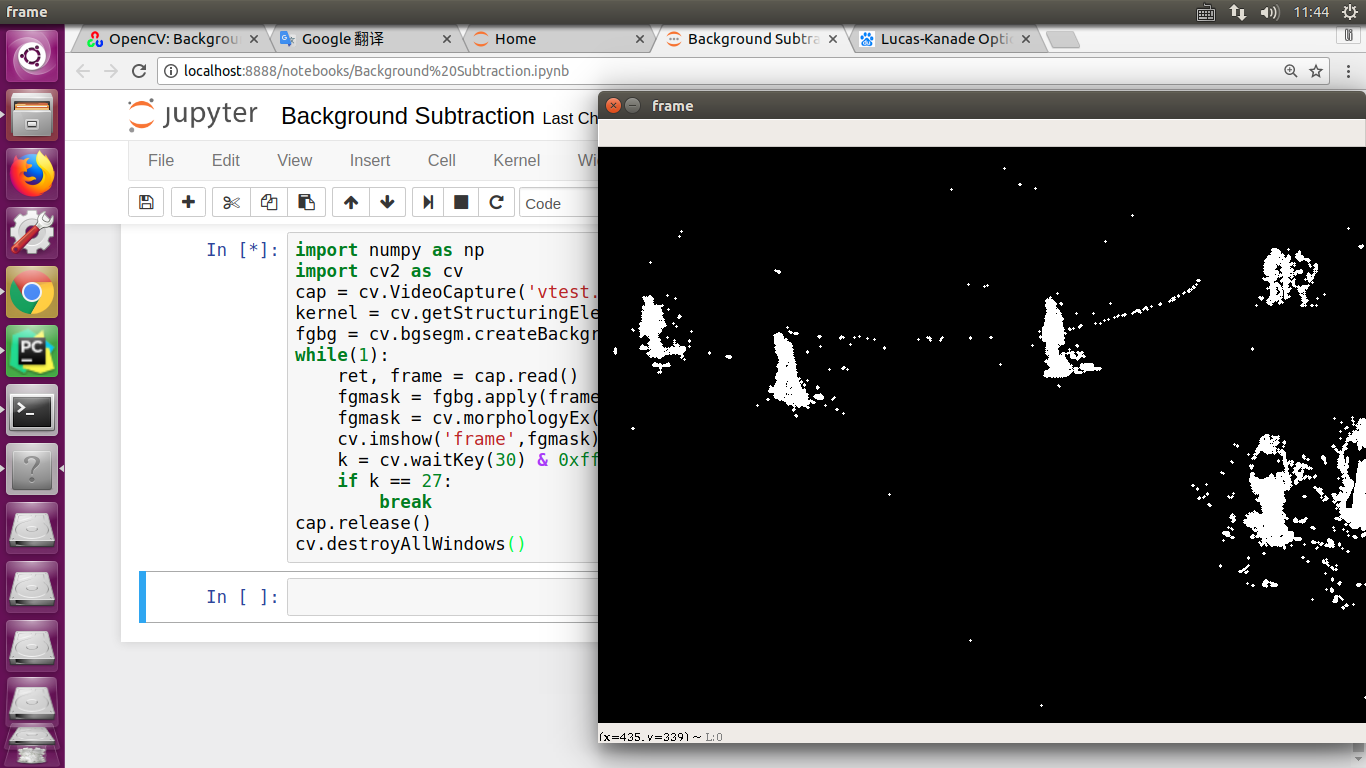 frame
11:44
OpenCV: Backgrou
Google 翻译
Home
Background Subtra
Lucas-Kanade Optic
localhost:8888/notebooks/Background%20Subtraction.ipynb
jupyter Background Subtraction Last Ch
frame
File Edit View Insert Cell Kernel Wi
Code
In [*]:
import numpy as np
import cv2 as cv
cap = cv.VideoCapture('vtest.
kernel = cv.getStructuringEle
fgbg = cv.bgsegm.createBackgr
while(1):
    ret, frame = cap.read()
    fgmask = fgbg.apply(frame
    fgmask = cv.morphologyEx(
    cv.imshow('frame',fgmask)
    k = cv.waitKey(30) & 0xff
    if k == 27:
        break
cap.release()
cv.destroyAllWindows()
In [ ]:
(x=435, y=339) ~ L:0
PC